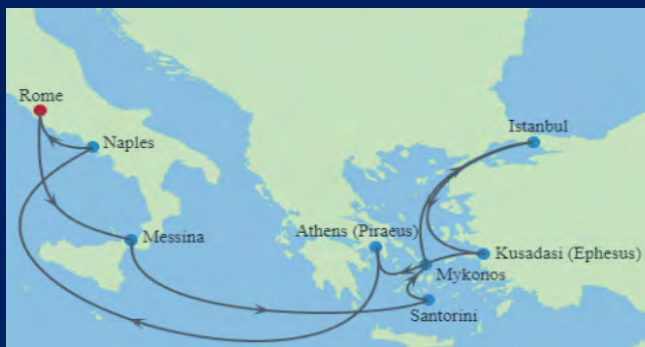 Rome
Naples
Istanbul
Messina
Athens (Piraeus)
Kusadasi (Ephesus)
Mykonos
Santorini